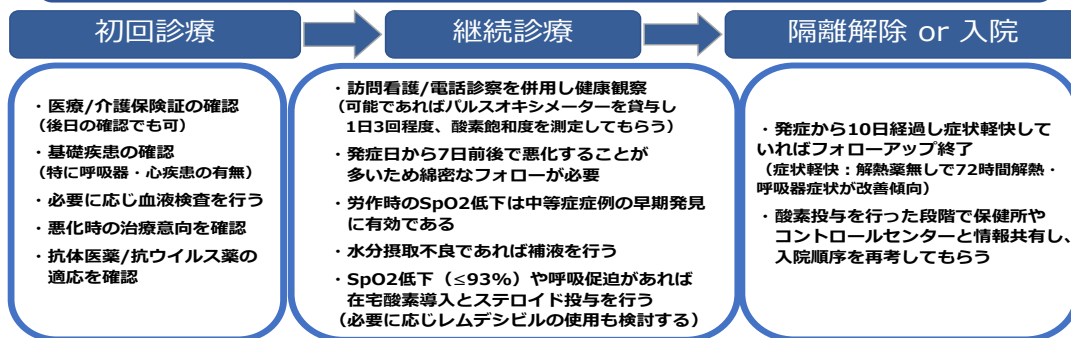 初回診療
継続診療
隔離解除 or 入院
・医療/介護保険証の確認
（後日の確認でも可）
・基礎疾患の確認
（特に呼吸器・心疾患の有無）
・必要に応じ血液検査を行う
・悪化時の治療意向を確認
・抗体医薬/抗ウイルス薬の
適応を確認
・訪問看護/電話診察を併用し健康観察
（可能であればパルスオキシメーターを貸与し
1日3回程度、酸素飽和度を測定してもらう）
・発症日から7日前後で悪化することが
多いため綿密なフォローが必要
・労作時のSpO2低下は中等症症例の早期発見
に有効である
・水分摂取不良であれば補液を行う
・SpO2低下（≤93%）や呼吸促迫があれば
在宅酸素導入とステロイド投与を行う
（必要に応じレムデシビルの使用も検討する）
・発症から10日経過し症状軽快して
いればフォローアップ終了
（症状軽快：解熱薬無しで72時間解熱・
呼吸器症状が改善傾向）
・酸素投与を行った段階で保健所や
コントロールセンターと情報共有し、
入院順序を再考してもらう